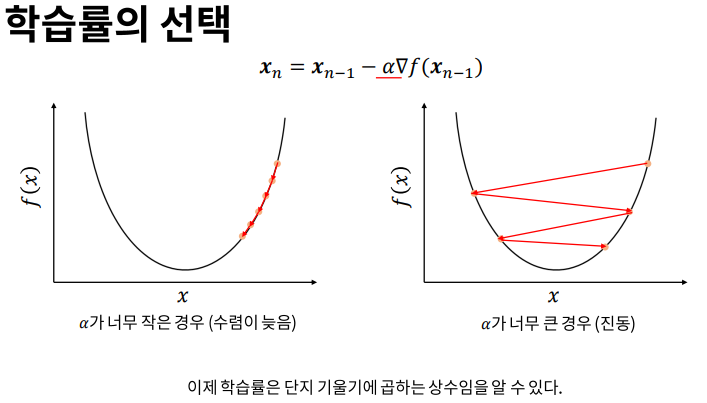 학습률의 선택
𝒙ₙ = 𝒙ₙ₋₁ − α∇f(𝒙ₙ₋₁)
f(x)
x
α가 너무 작은 경우 (수렴이 늦음)
f(x)
x
α가 너무 큰 경우 (진동)
이제 학습률은 단지 기울기에 곱하는 상수임을 알 수 있다.